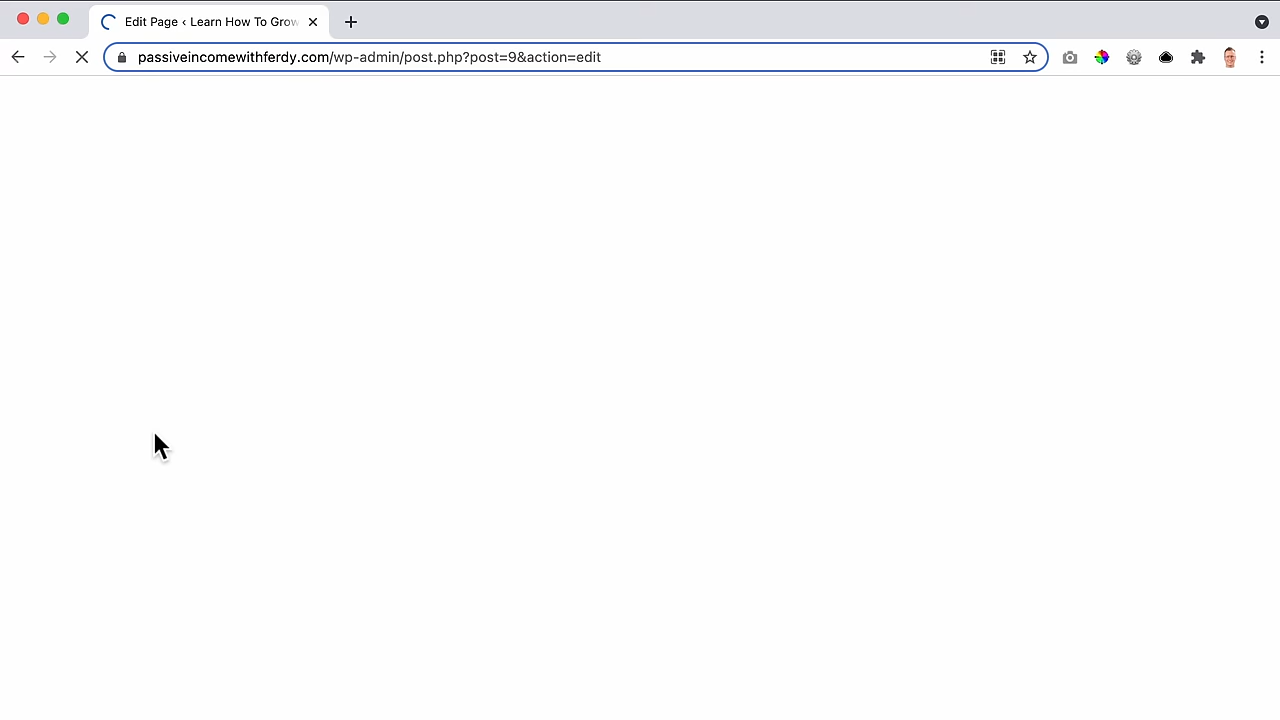 Edit Page ‹ Learn How To Grow
passiveincomewithferdy.com/wp-admin/post.php?post=9&action=edit